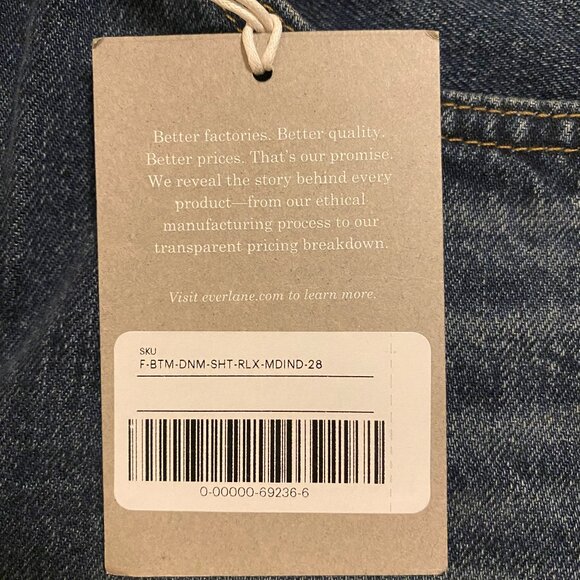 Better factories. Better quality.
Better prices. That's our promise.
We reveal the story behind every
product—from our ethical
manufacturing process to our
transparent pricing breakdown.
Visit everlane.com to learn more.
SKU
F-BTM-DNM-SHT-RLX-MDIND-28
0-00000-69236-6